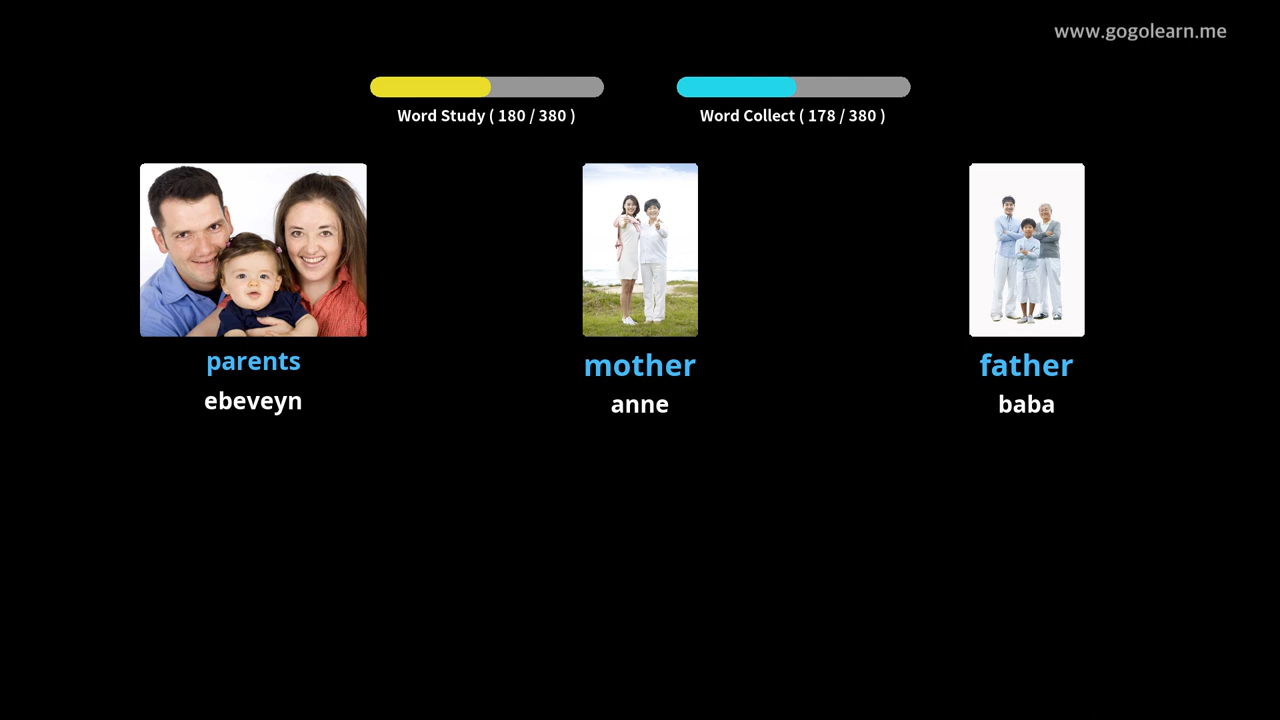 www.gogolearn.me
Word Study ( 180 / 380 )
Word Collect ( 178 / 380 )
parents
ebeveyn
mother
anne
father
baba